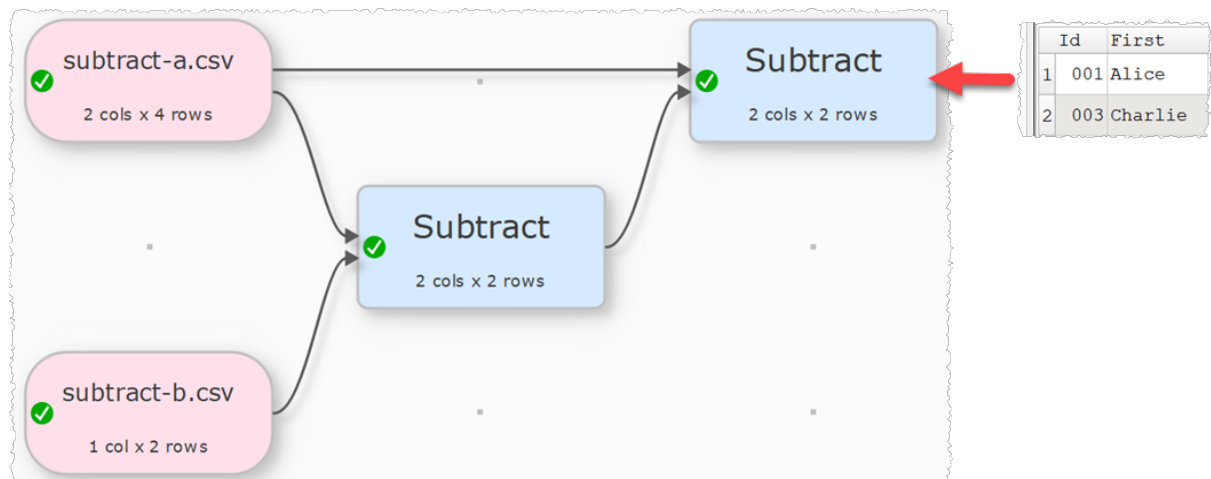 subtract-a.csv
2 cols x 4 rows
Subtract
2 cols x 2 rows
Id First
1 001 Alice
2 003 Charlie
Subtract
2 cols x 2 rows
subtract-b.csv
1 col x 2 rows